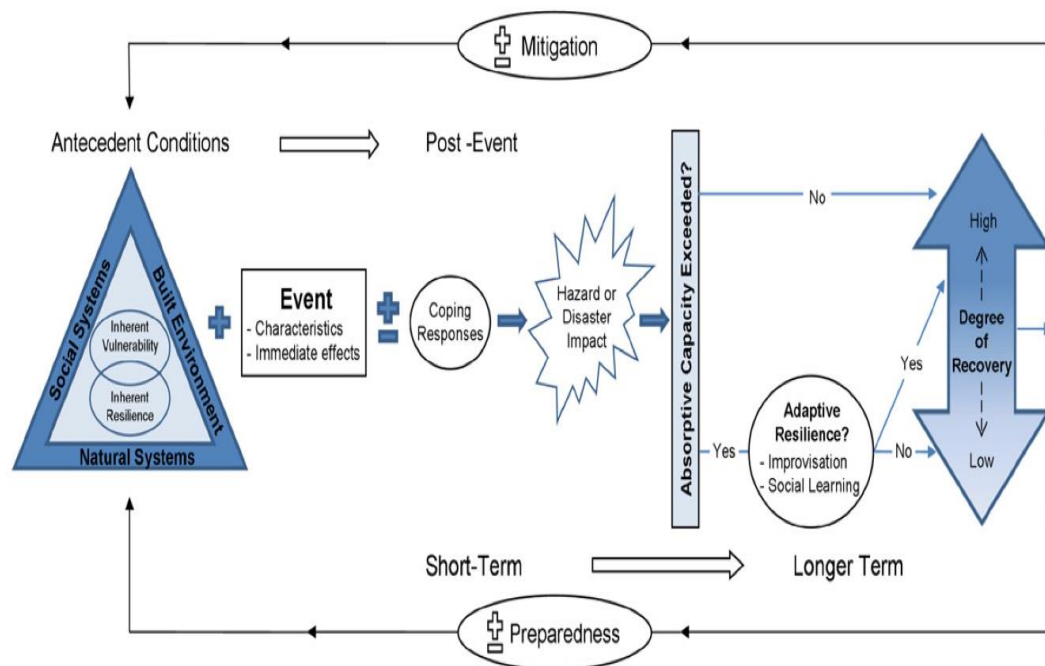 Mitigation
Antecedent Conditions
Post -Event
Social Systems
Built Environment
Natural Systems
Inherent
Vulnerability
Inherent
Resilience
Event
- Characteristics
- Immediate effects
Coping
Responses
Hazard or
Disaster
Impact
Absorptive Capacity Exceeded?
No
Yes
Adaptive
Resilience?
- Improvisation
- Social Learning
Yes
No
High
Degree
of
Recovery
Low
Short-Term
Longer Term
Preparedness